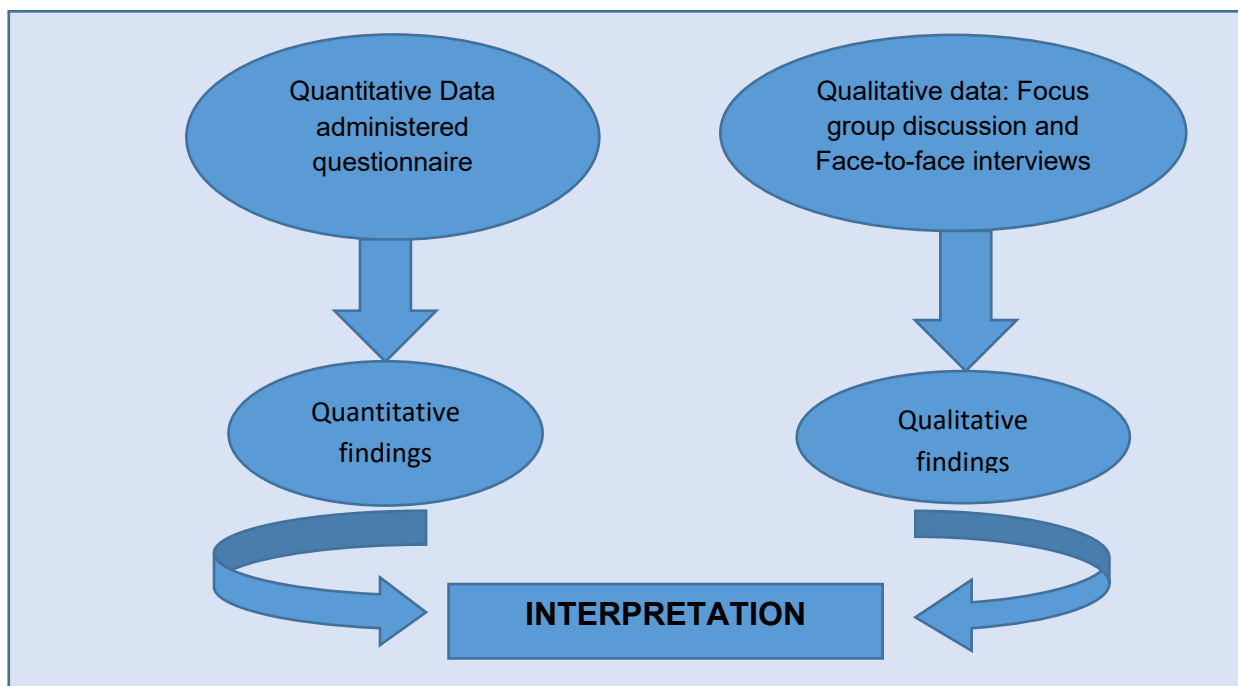 Quantitative Data
administered
questionnaire
Qualitative data: Focus
group discussion and
Face-to-face interviews
Quantitative
findings
Qualitative
findings
INTERPRETATION